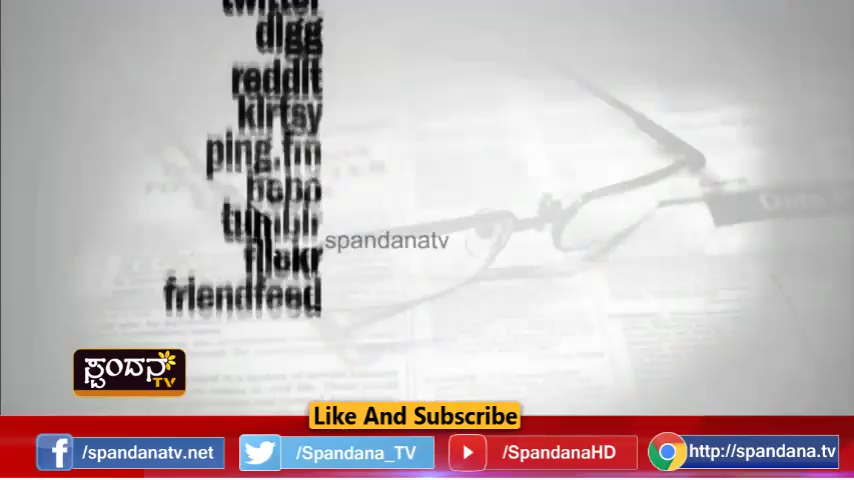 twitter
digg
reddit
kirtsy
ping.fm
bebo
tumblr
flickr
friendfeed
spandanatv
ಸ್ಪಂದನ
TV
Like And Subscribe
/spandanatv.net
/Spandana_TV
/SpandanaHD
http://spandana.tv